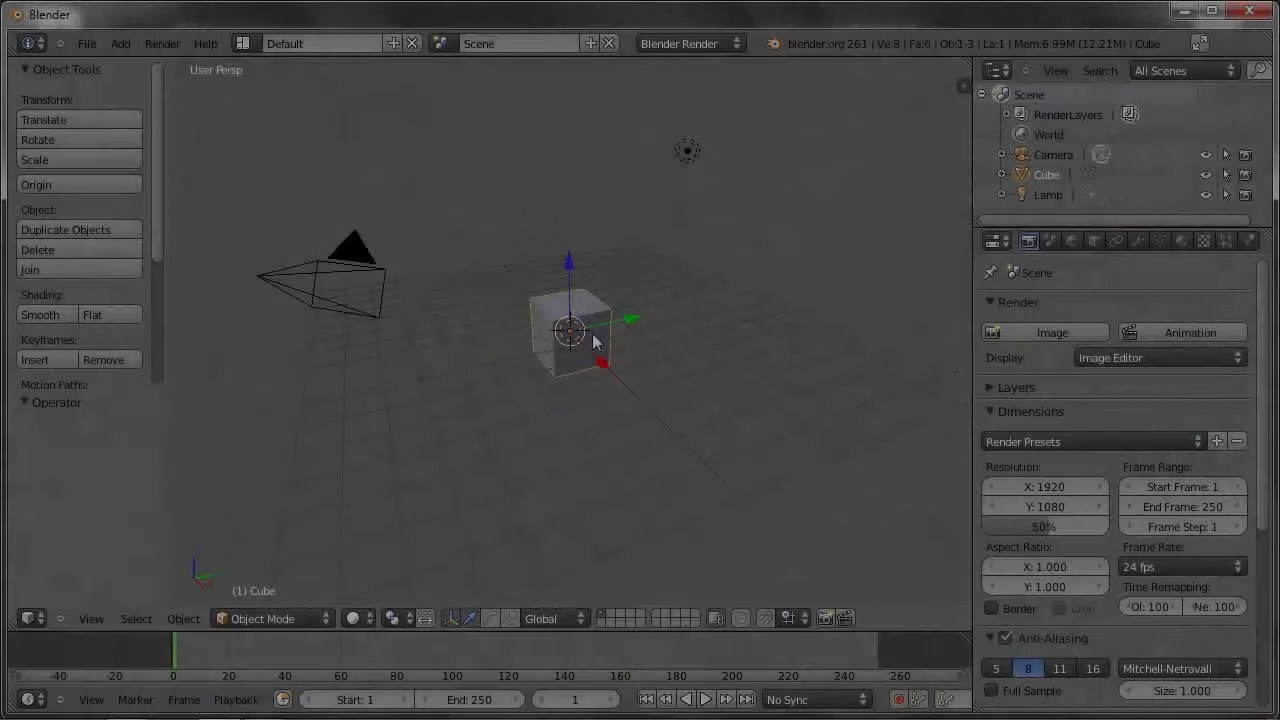 Blender
File Add Render Help Default Scene Blender Render blender.org 261 | Ve:8 | Fa:6 | Ob:1-3 | La:1 | Mem:6.99M (12.21M) | Cube
Object Tools
Transform:
Translate
Rotate
Scale
Origin
Object:
Duplicate Objects
Delete
Join
Shading:
Smooth Flat
Keyframes:
Insert Remove
Motion Paths:
Operator
User Persp
(1) Cube
View Select Object Object Mode Global
-40 -20 0 20 40 60 80 100 120 140 160 180 200 220 240 260
View Marker Frame Playback Start: 1 End: 250 1 No Sync
View Search All Scenes
Scene
RenderLayers
World
Camera
Cube
Lamp
Scene
Render
Image Animation
Display Image Editor
Layers
Dimensions
Render Presets
Resolution: Frame Range:
X: 1920 Start Frame: 1
Y: 1080 End Frame: 250
50% Frame Step: 1
Aspect Ratio: Frame Rate:
X: 1.000 24 fps
Y: 1.000 Time Remapping:
Border Crop Ol: 100 Ne: 100
Anti-Aliasing
5 8 11 16 Mitchell-Netravali
Full Sample Size: 1.000